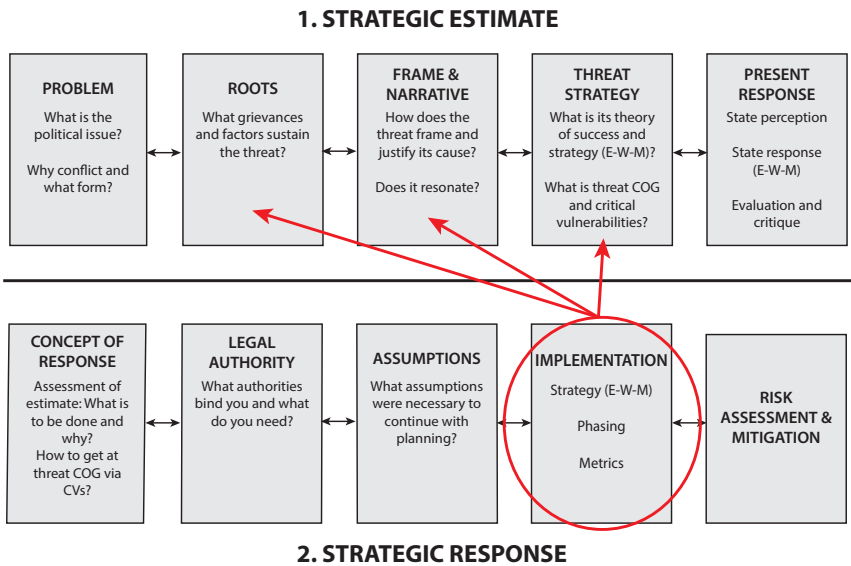 1. STRATEGIC ESTIMATE
PROBLEM
What is the
political issue?
Why conflict and
what form?
ROOTS
What grievances
and factors sustain
the threat?
FRAME &
NARRATIVE
How does the
threat frame and
justify its cause?
Does it resonate?
THREAT
STRATEGY
What is its theory
of success and
strategy (E-W-M)?
What is threat COG
and critical
vulnerabilities?
PRESENT
RESPONSE
State perception
State response
(E-W-M)
Evaluation and
critique
CONCEPT OF
RESPONSE
Assessment of
estimate: What is
to be done and
why?
How to get at
threat COG via
CVs?
LEGAL
AUTHORITY
What authorities
bind you and what
do you need?
ASSUMPTIONS
What assumptions
were necessary to
continue with
planning?
IMPLEMENTATION
Strategy (E-W-M)
Phasing
Metrics
RISK
ASSESSMENT &
MITIGATION
2. STRATEGIC RESPONSE